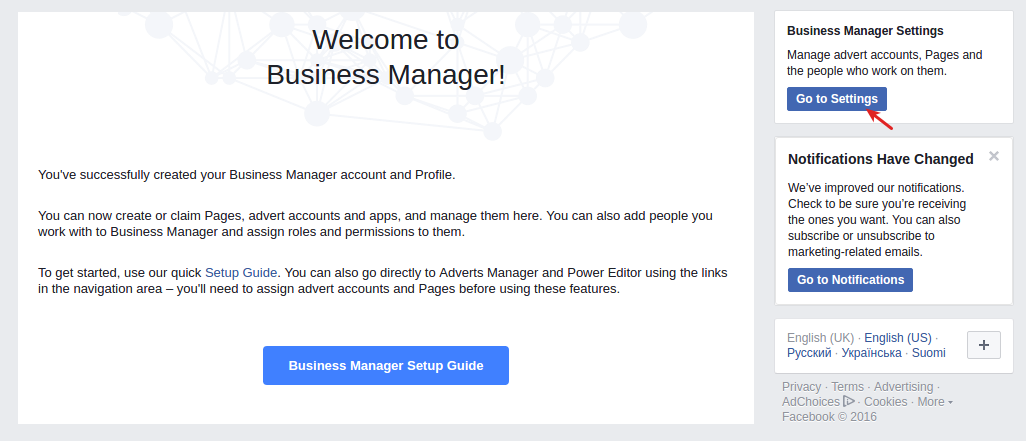 Welcome to
Business Manager!
You've successfully created your Business Manager account and Profile.
You can now create or claim Pages, advert accounts and apps, and manage them here. You can also add people you
work with to Business Manager and assign roles and permissions to them.
To get started, use our quick Setup Guide. You can also go directly to Adverts Manager and Power Editor using the links
in the navigation area – you'll need to assign advert accounts and Pages before using these features.
Business Manager Setup Guide
Business Manager Settings
Manage advert accounts, Pages and
the people who work on them.
Go to Settings
Notifications Have Changed
We’ve improved our notifications.
Check to be sure you’re receiving
the ones you want. You can also
subscribe or unsubscribe to
marketing-related emails.
Go to Notifications
English (UK) · English (US) ·
Русский · Українська · Suomi
Privacy · Terms · Advertising ·
AdChoices · Cookies · More
Facebook © 2016